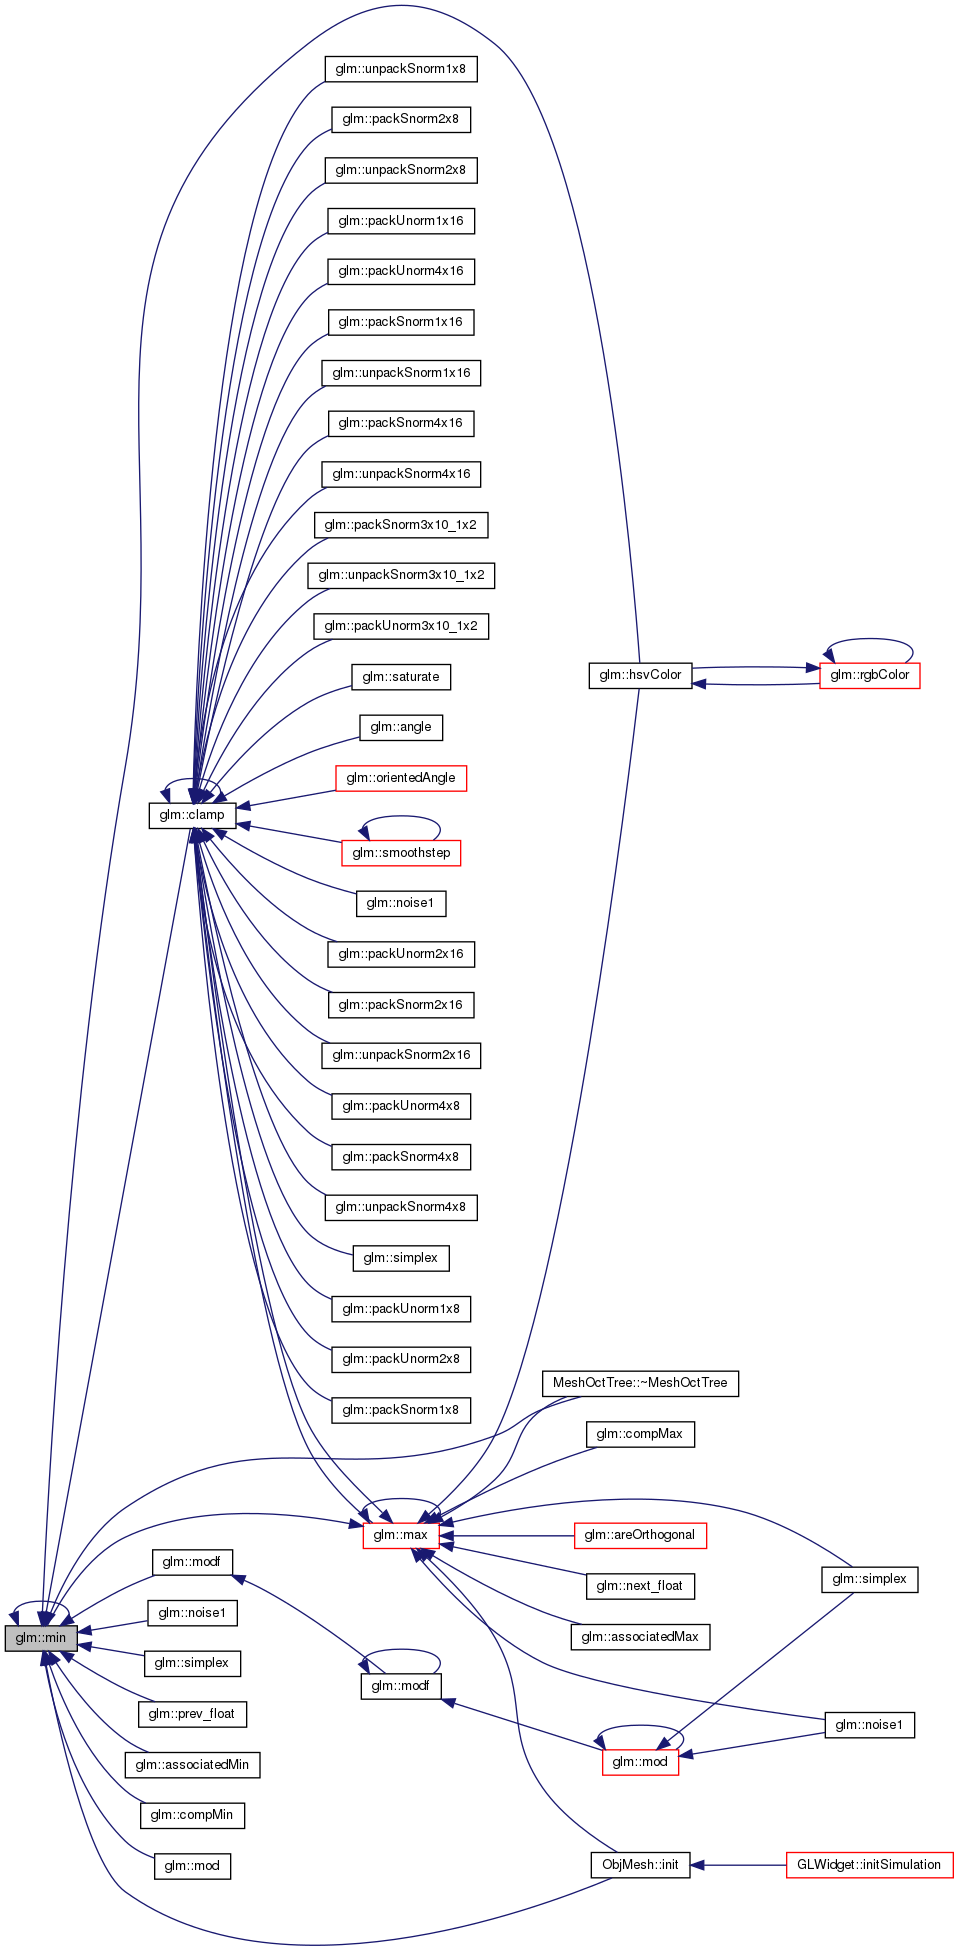 glm::unpackSnorm1x8
glm::packSnorm2x8
glm::unpackSnorm2x8
glm::packUnorm1x16
glm::packUnorm4x16
glm::packSnorm1x16
glm::unpackSnorm1x16
glm::packSnorm4x16
glm::unpackSnorm4x16
glm::packSnorm3x10_1x2
glm::unpackSnorm3x10_1x2
glm::packUnorm3x10_1x2
glm::saturate
glm::hsvColor
glm::rgbColor
glm::angle
glm::orientedAngle
glm::clamp
glm::smoothstep
glm::noise1
glm::packUnorm2x16
glm::packSnorm2x16
glm::unpackSnorm2x16
glm::packUnorm4x8
glm::packSnorm4x8
glm::unpackSnorm4x8
glm::simplex
glm::packUnorm1x8
glm::packUnorm2x8
glm::packSnorm1x8
MeshOctTree::~MeshOctTree
glm::compMax
glm::max
glm::areOrthogonal
glm::modf
glm::next_float
glm::simplex
glm::noise1
glm::min
glm::associatedMax
glm::simplex
glm::modf
glm::prev_float
glm::noise1
glm::associatedMin
glm::mod
glm::compMin
glm::mod
ObjMesh::init
GLWidget::initSimulation